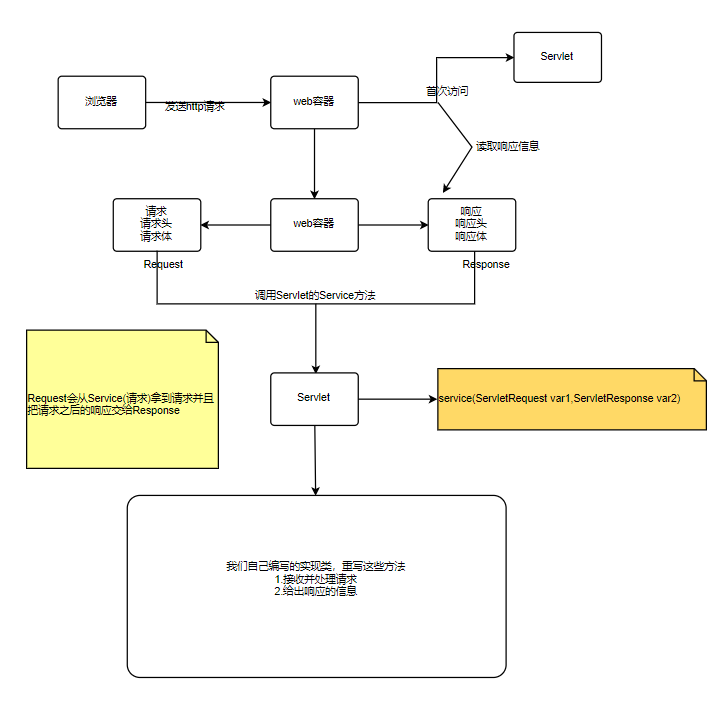 Servlet
浏览器
发送http请求
web容器
首次访问
读取响应信息
请求
请求头
请求体
web容器
响应
响应头
响应体
Request
Response
调用Servlet的Service方法
Request会从Service(请求)拿到请求并且
把请求之后的响应交给Response
Servlet
service(ServletRequest var1,ServletResponse var2)
我们自己编写的实现类，重写这些方法
1.接收并处理请求
2.给出响应的信息